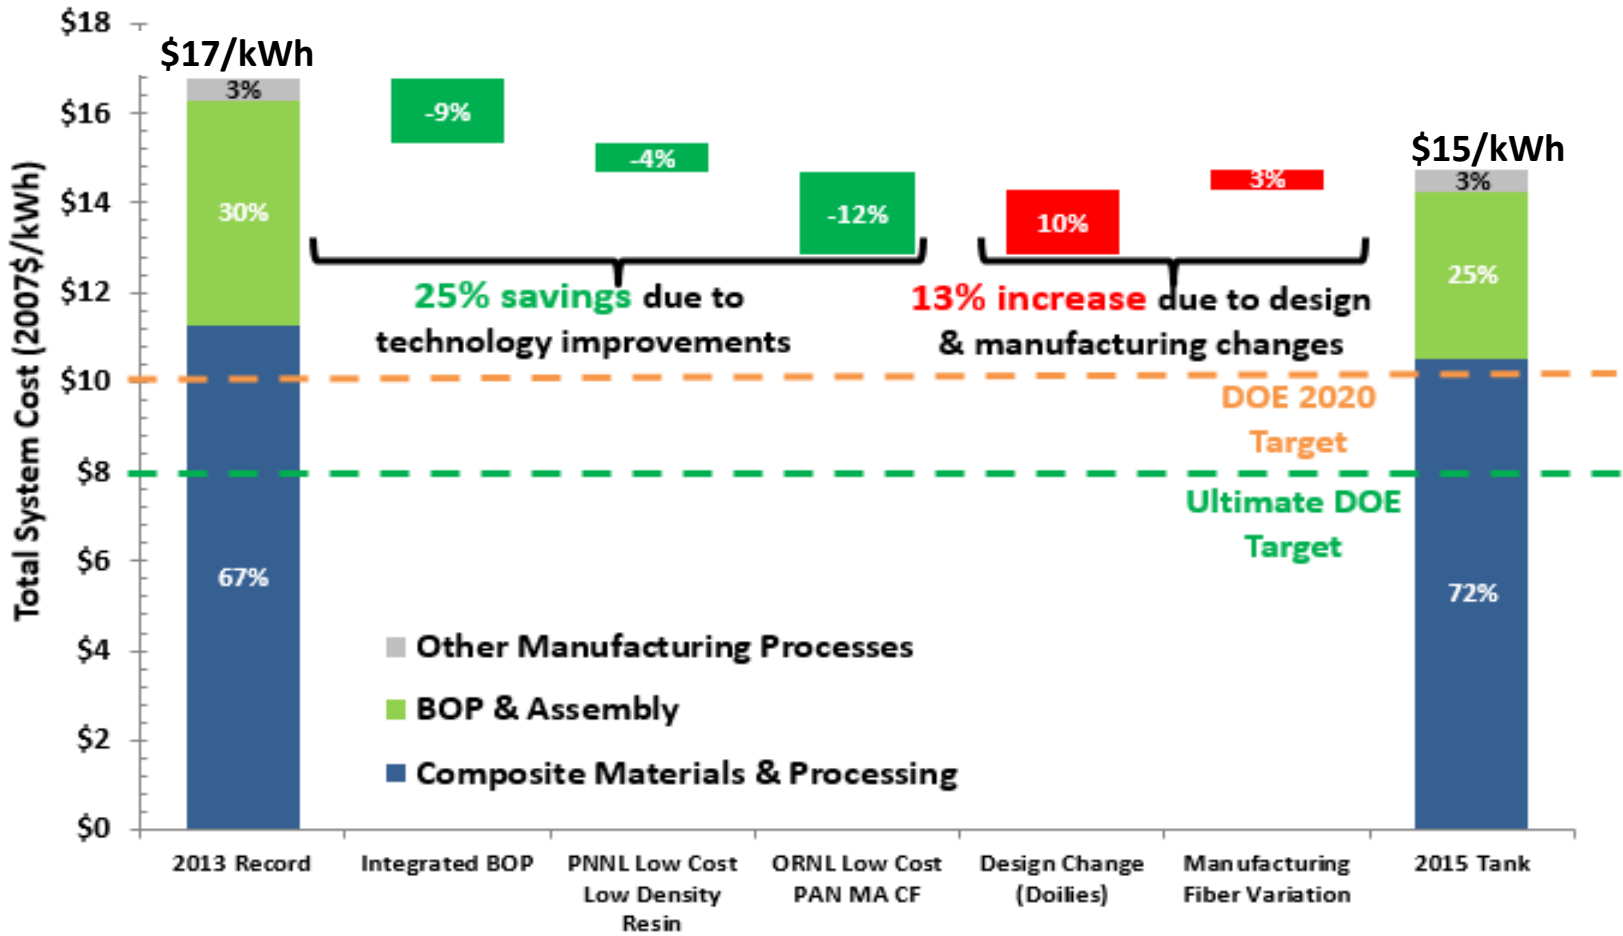 $18
$16
$14
$12
$10
$8
$6
$4
$2
$0
Total System Cost (2007$/kWh)
$17/kWh
3%
30%
67%
-9%
-4%
-12%
10%
3%
$15/kWh
3%
25%
72%
25% savings due to
technology improvements
13% increase due to design
& manufacturing changes
DOE 2020
Target
Ultimate DOE
Target
Other Manufacturing Processes
BOP & Assembly
Composite Materials & Processing
2013 Record
Integrated BOP
PNNL Low Cost
Low Density
Resin
ORNL Low Cost
PAN MA CF
Design Change
(Doilies)
Manufacturing
Fiber Variation
2015 Tank